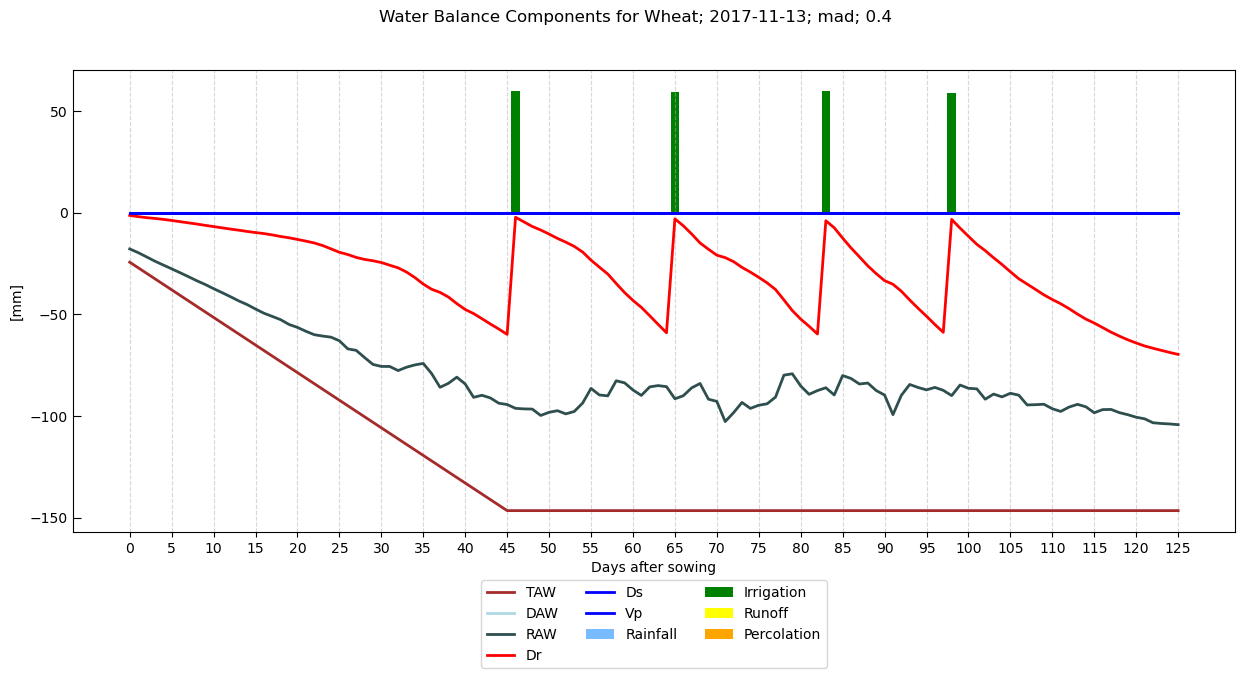 Water Balance Components for Wheat; 2017-11-13; mad; 0.4
50
0
−50
−100
−150
[mm]
0 5 10 15 20 25 30 35 40 45 50 55 60 65 70 75 80 85 90 95 100 105 110 115 120 125
Days after sowing
TAW Ds Irrigation
DAW Vp Runoff
RAW Rainfall Percolation
Dr